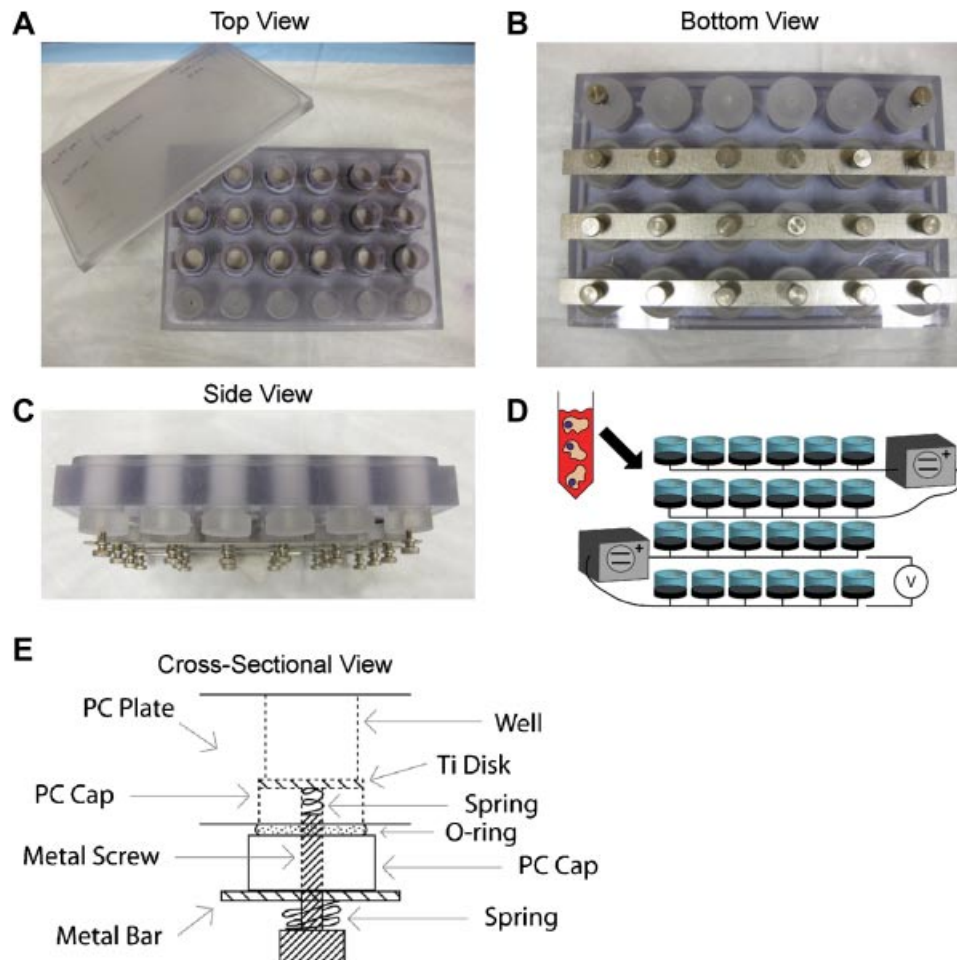 A
Top View
B
Bottom View
C
Side View
D
+
+
V
E
Cross-Sectional View
PC Plate
Well
Ti Disk
PC Cap
Spring
O-ring
Metal Screw
PC Cap
Metal Bar
Spring